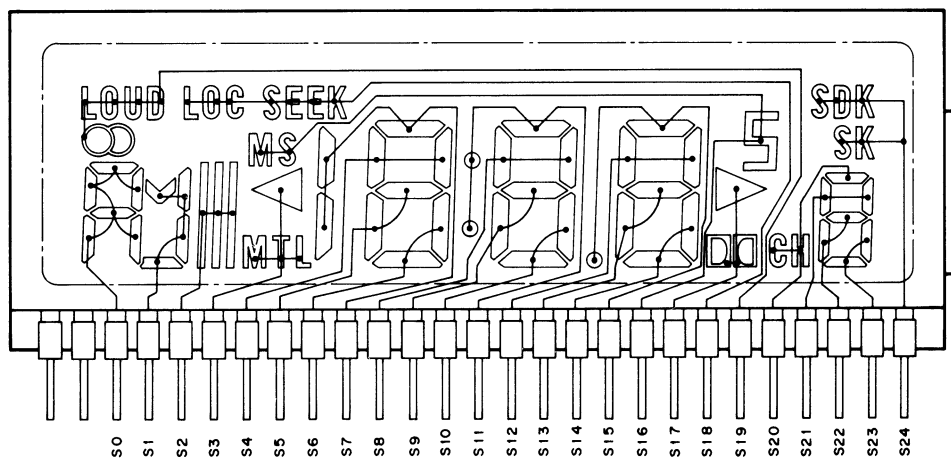 LOUD LOC SEEK SDK
MS SK
MTL CH
S0 S1 S2 S3 S4 S5 S6 S7 S8 S9 S10 S11 S12 S13 S14 S15 S16 S17 S18 S19 S20 S21 S22 S23 S24